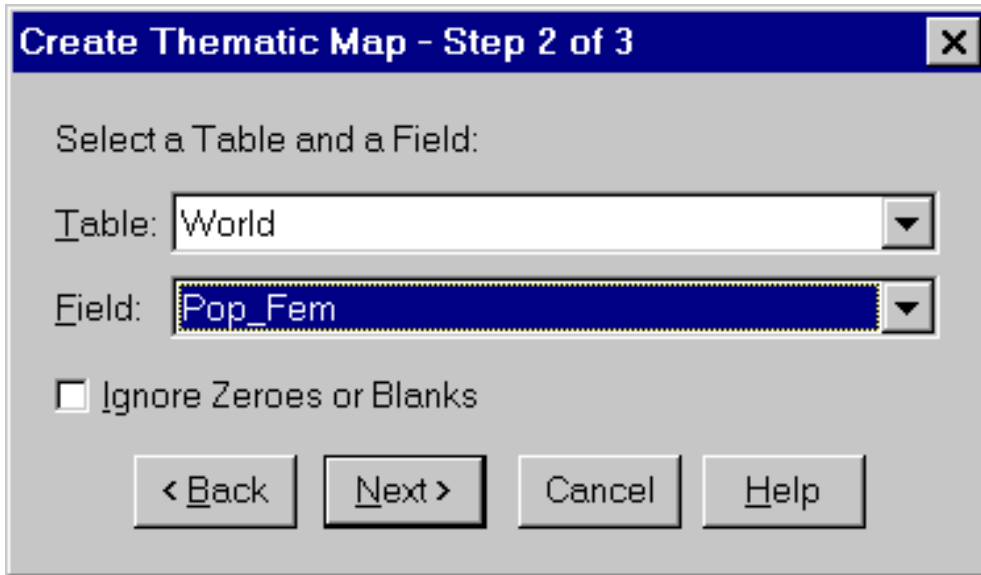 Create Thematic Map - Step 2 of 3
Select a Table and a Field:
Table: World
Field: Pop_Fem
Ignore Zeroes or Blanks
< Back Next > Cancel Help